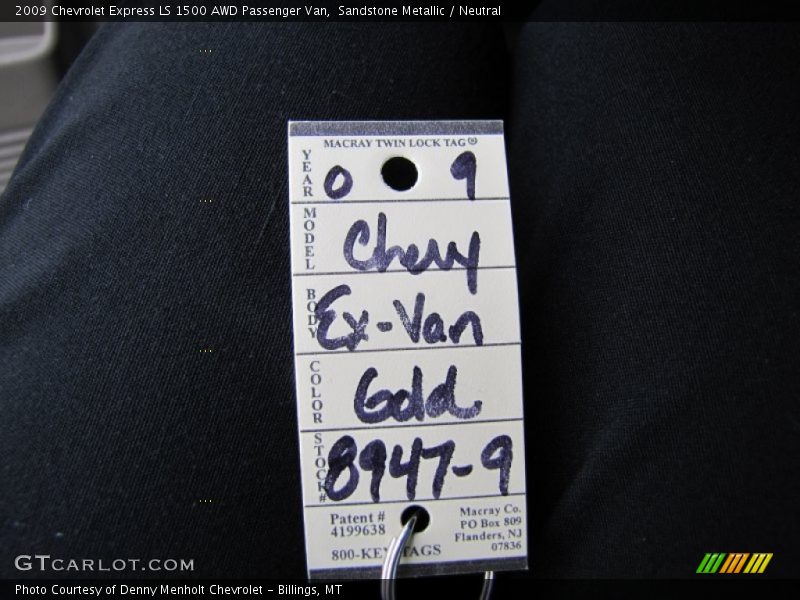 2009 Chevrolet Express LS 1500 AWD Passenger Van, Sandstone Metallic / Neutral
MACRAY TWIN LOCK TAG®
YEAR 0 9
MODEL Chevy
BODY Ex-Van
COLOR Gold
STOCK# 8947-9
Patent #
4199638
800-KEY TAGS
Macray Co.
PO Box 809
Flanders, NJ
07836
GTCARLOT.COM
Photo Courtesy of Denny Menholt Chevrolet - Billings, MT